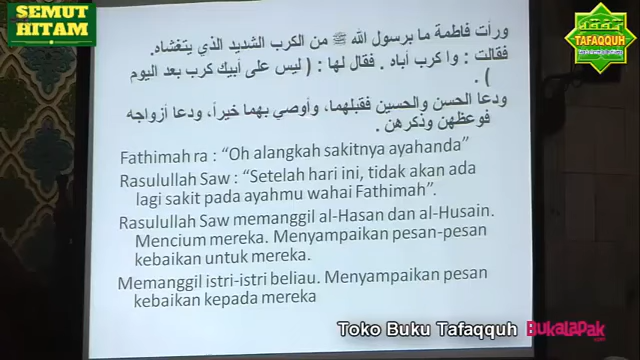 SEMUT
HITAM
TAFAQQUH
ورأت فاطمة ما برسول الله ﷺ من الكرب الشديد الذي يتغشاه.
فقالت : وا كرب أباه . فقال لها : ( ليس على أبيك كرب بعد اليوم
) .
ودعا الحسن والحسين فقبلهما، وأوصي بهما خيراً، ودعا أزواجه
فوعظهن وذكرهن .
Fathimah ra : “Oh alangkah sakitnya ayahanda”
Rasulullah Saw : “Setelah hari ini, tidak akan ada
lagi sakit pada ayahmu wahai Fathimah”.
Rasulullah Saw memanggil al-Hasan dan al-Husain.
Mencium mereka. Menyampaikan pesan-pesan
kebaikan untuk mereka.
Memanggil istri-istri beliau. Menyampaikan pesan
kebaikan kepada mereka
Toko Buku Tafaqquh BukaLapak